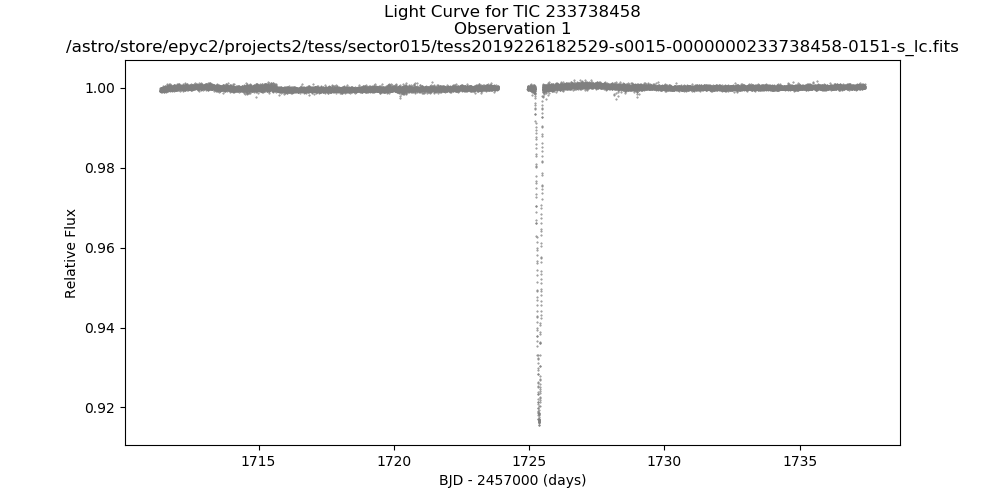 Light Curve for TIC 233738458
Observation 1
/astro/store/epyc2/projects2/tess/sector015/tess2019226182529-s0015-0000000233738458-0151-s_lc.fits
1.00
0.98
0.96
0.94
0.92
Relative Flux
1715
1720
1725
1730
1735
BJD - 2457000 (days)